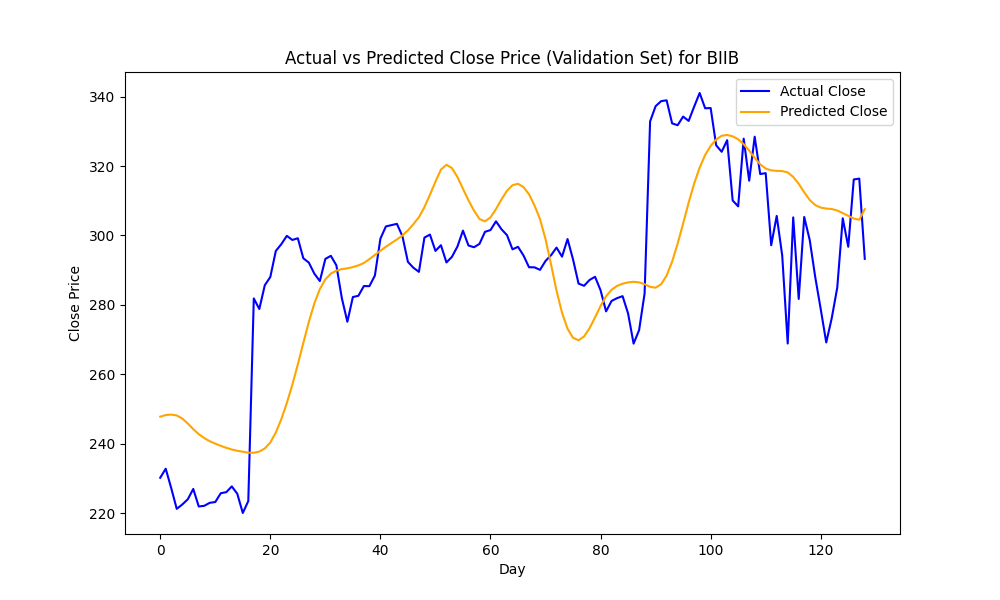 Actual vs Predicted Close Price (Validation Set) for BIIB
Actual Close
Predicted Close
Close Price
340
320
300
280
260
240
220
0 20 40 60 80 100 120
Day